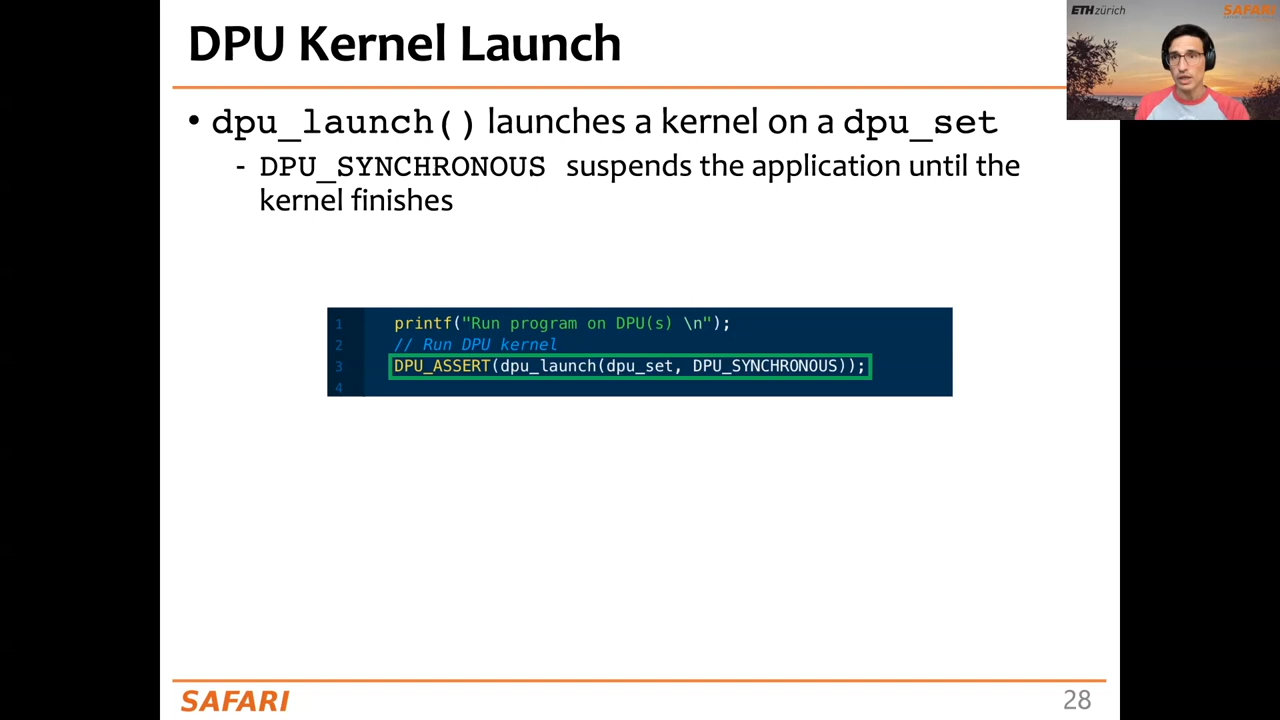 DPU Kernel Launch
ETH zürich
SAFARI
• dpu_launch() launches a kernel on a dpu_set
- DPU_SYNCHRONOUS suspends the application until the
kernel finishes
1 printf("Run program on DPU(s) \n");
2 // Run DPU kernel
3 DPU_ASSERT(dpu_launch(dpu_set, DPU_SYNCHRONOUS));
4
SAFARI
28